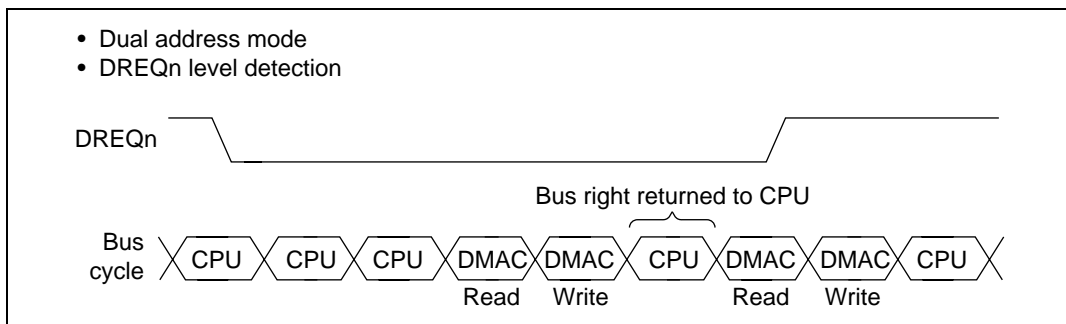 • Dual address mode
• DREQn level detection
DREQn
Bus right returned to CPU
Bus cycle
CPU CPU CPU DMAC DMAC CPU DMAC DMAC CPU
Read Write Read Write